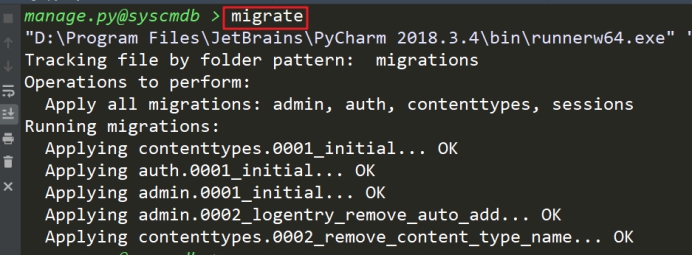 manage.py@syscmdb > migrate
"D:\Program Files\JetBrains\PyCharm 2018.3.4\bin\runnerw64.exe" "
Tracking file by folder pattern:  migrations
Operations to perform:
  Apply all migrations: admin, auth, contenttypes, sessions
Running migrations:
  Applying contenttypes.0001_initial... OK
  Applying auth.0001_initial... OK
  Applying admin.0001_initial... OK
  Applying admin.0002_logentry_remove_auto_add... OK
  Applying contenttypes.0002_remove_content_type_name... OK